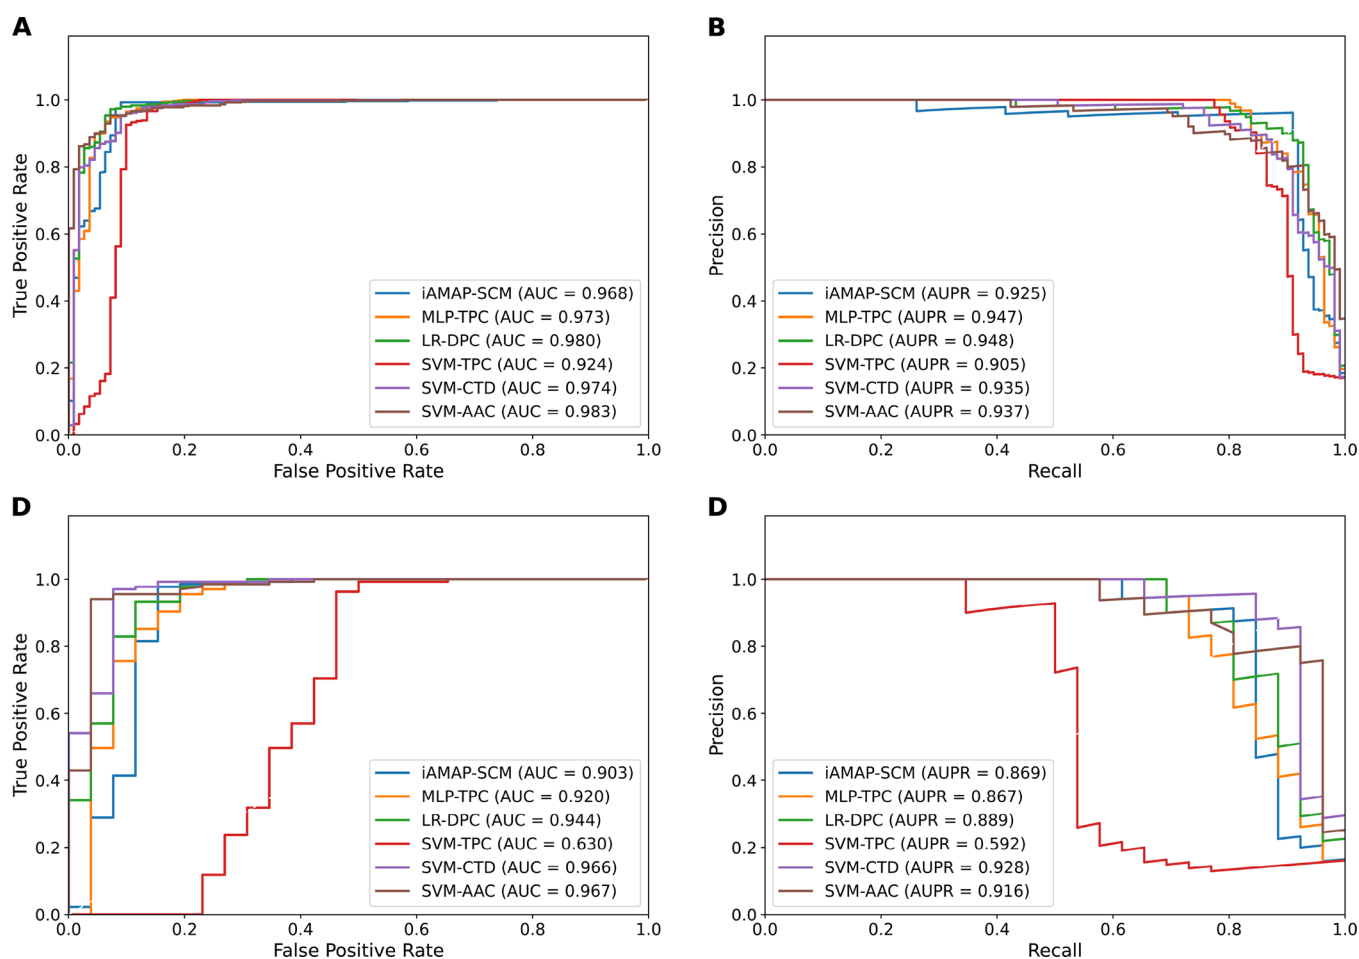 A
1.0
0.8
0.6
0.4
0.2
0.0
True Positive Rate
0.0 0.2 0.4 0.6 0.8 1.0
False Positive Rate
iAMAP-SCM (AUC = 0.968)
MLP-TPC (AUC = 0.973)
LR-DPC (AUC = 0.980)
SVM-TPC (AUC = 0.924)
SVM-CTD (AUC = 0.974)
SVM-AAC (AUC = 0.983)
B
1.0
0.8
0.6
0.4
0.2
0.0
Precision
0.0 0.2 0.4 0.6 0.8 1.0
Recall
iAMAP-SCM (AUPR = 0.925)
MLP-TPC (AUPR = 0.947)
LR-DPC (AUPR = 0.948)
SVM-TPC (AUPR = 0.905)
SVM-CTD (AUPR = 0.935)
SVM-AAC (AUPR = 0.937)
D
1.0
0.8
0.6
0.4
0.2
0.0
True Positive Rate
0.0 0.2 0.4 0.6 0.8 1.0
False Positive Rate
iAMAP-SCM (AUC = 0.903)
MLP-TPC (AUC = 0.920)
LR-DPC (AUC = 0.944)
SVM-TPC (AUC = 0.630)
SVM-CTD (AUC = 0.966)
SVM-AAC (AUC = 0.967)
D
1.0
0.8
0.6
0.4
0.2
0.0
Precision
0.0 0.2 0.4 0.6 0.8 1.0
Recall
iAMAP-SCM (AUPR = 0.869)
MLP-TPC (AUPR = 0.867)
LR-DPC (AUPR = 0.889)
SVM-TPC (AUPR = 0.592)
SVM-CTD (AUPR = 0.928)
SVM-AAC (AUPR = 0.916)